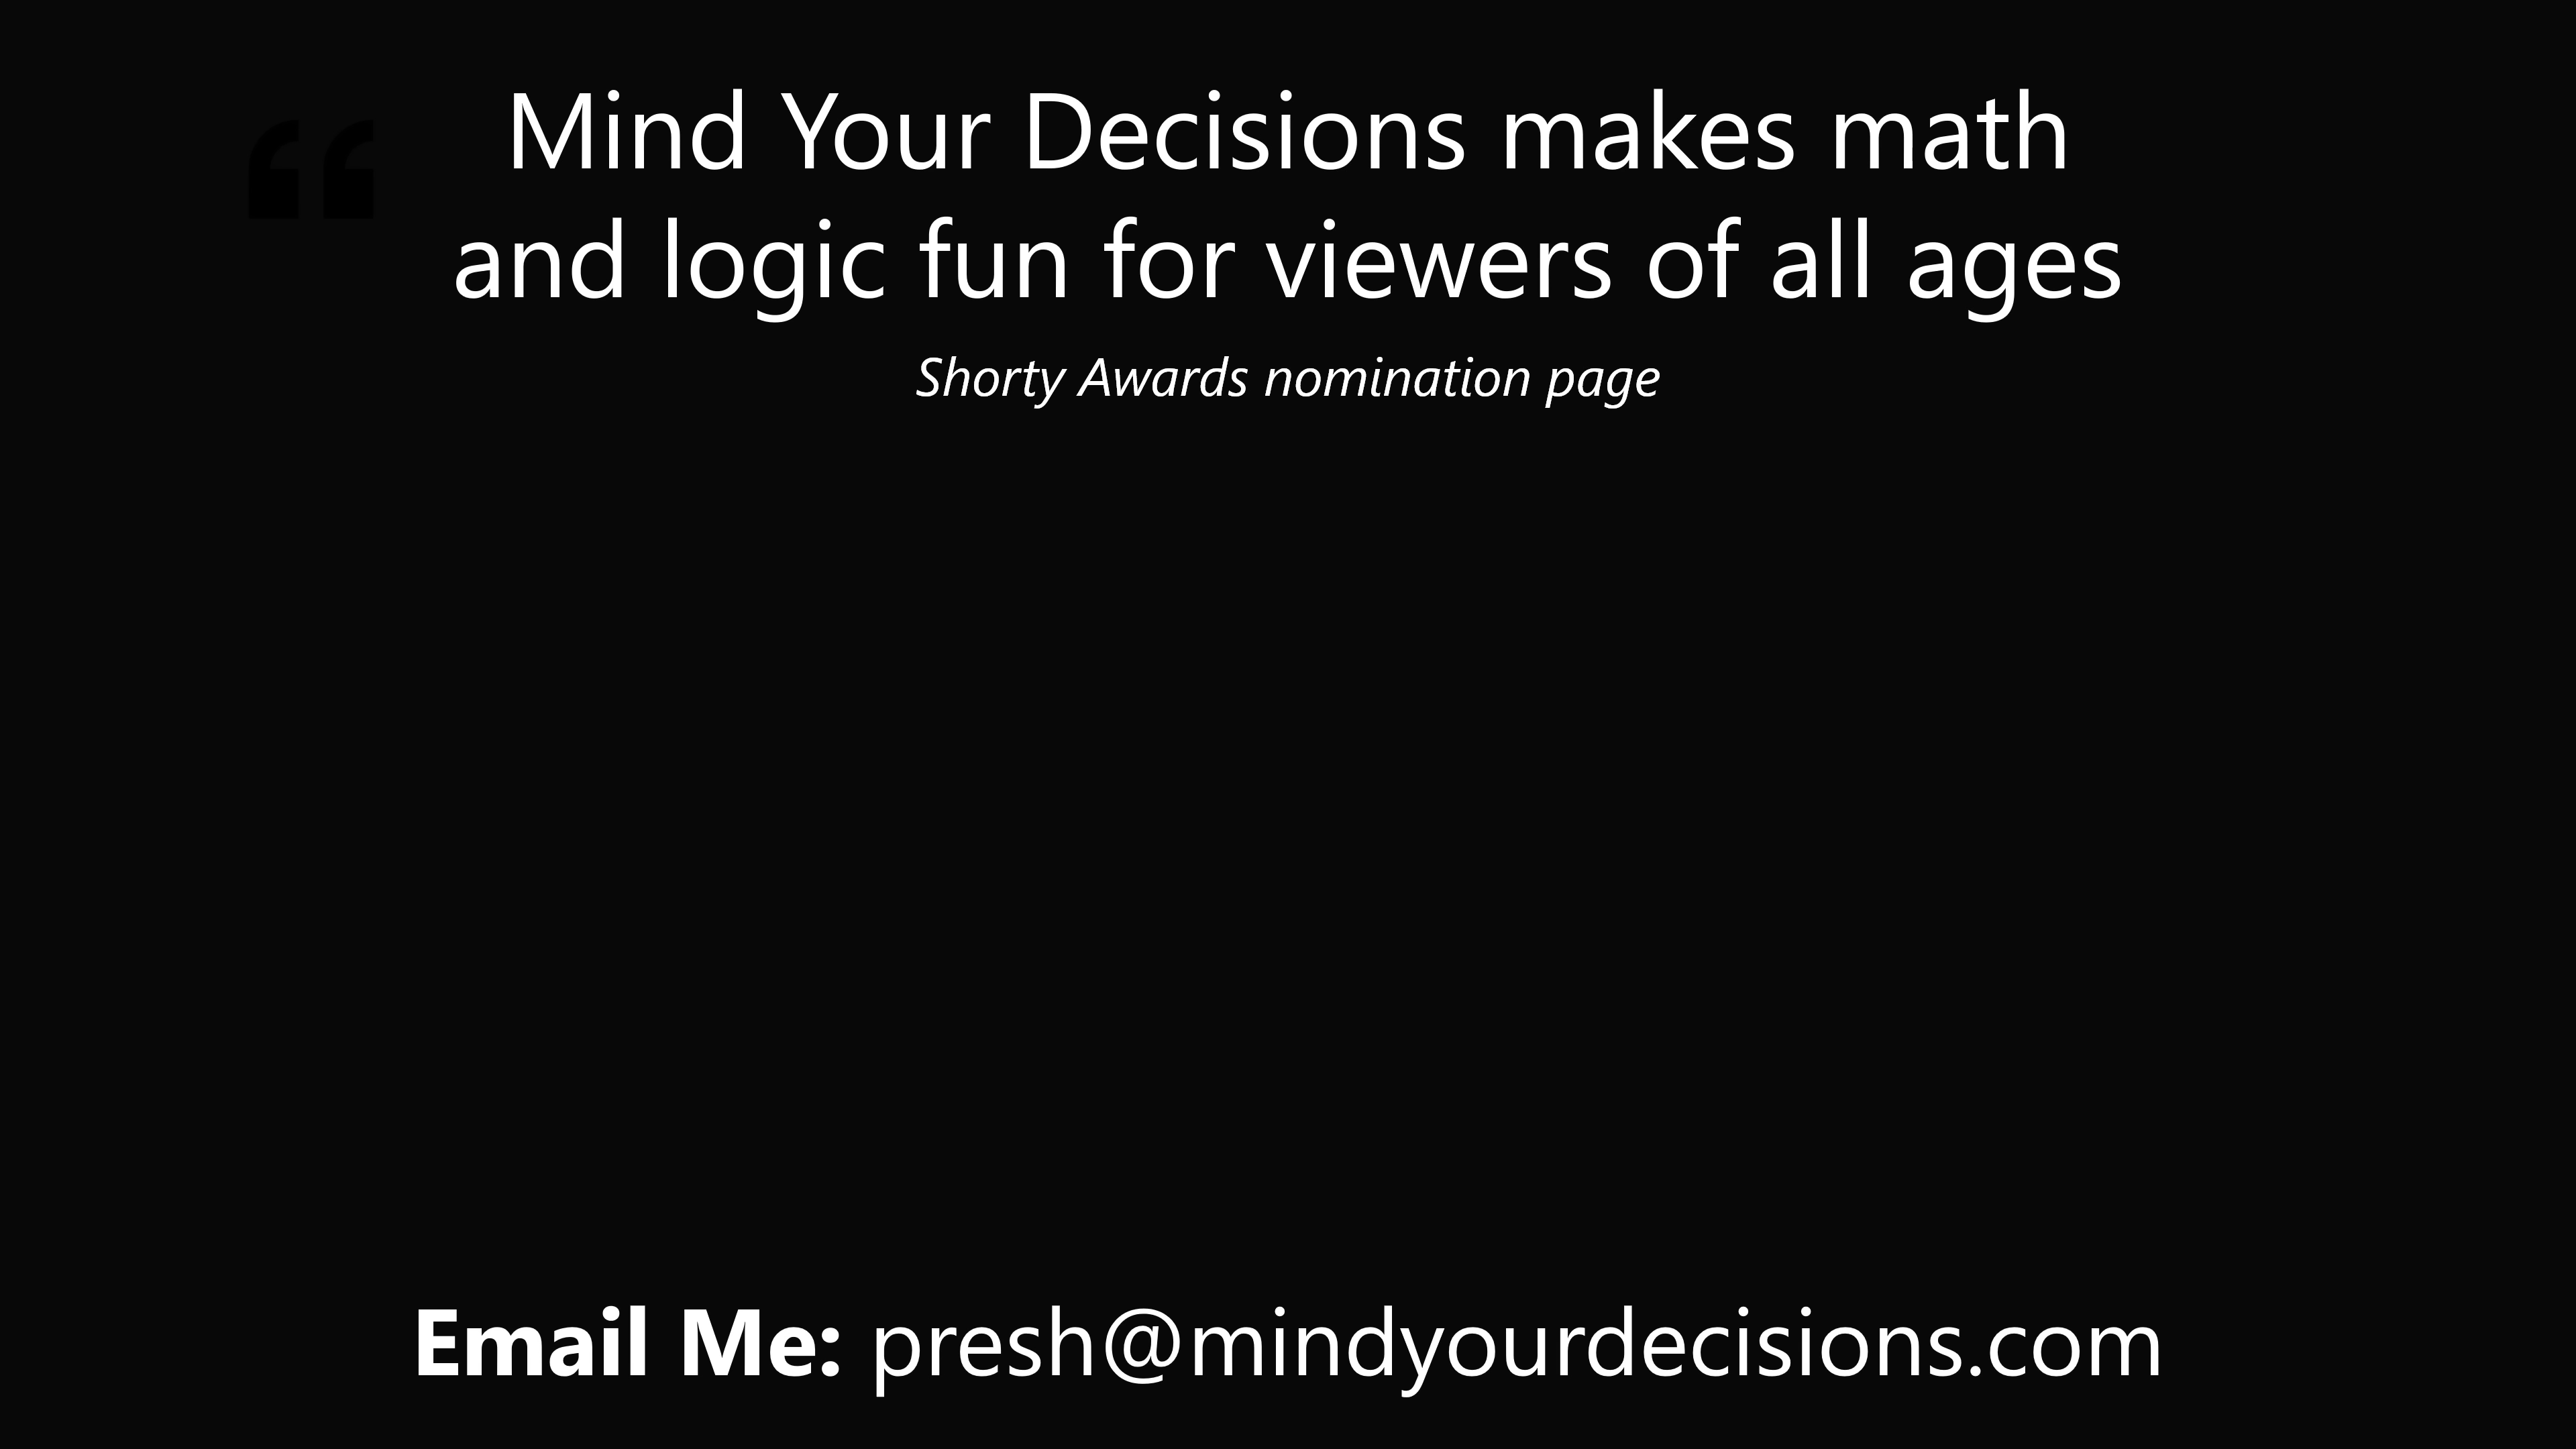 “
Mind Your Decisions makes math
and logic fun for viewers of all ages
Shorty Awards nomination page
Email Me: presh@mindyourdecisions.com